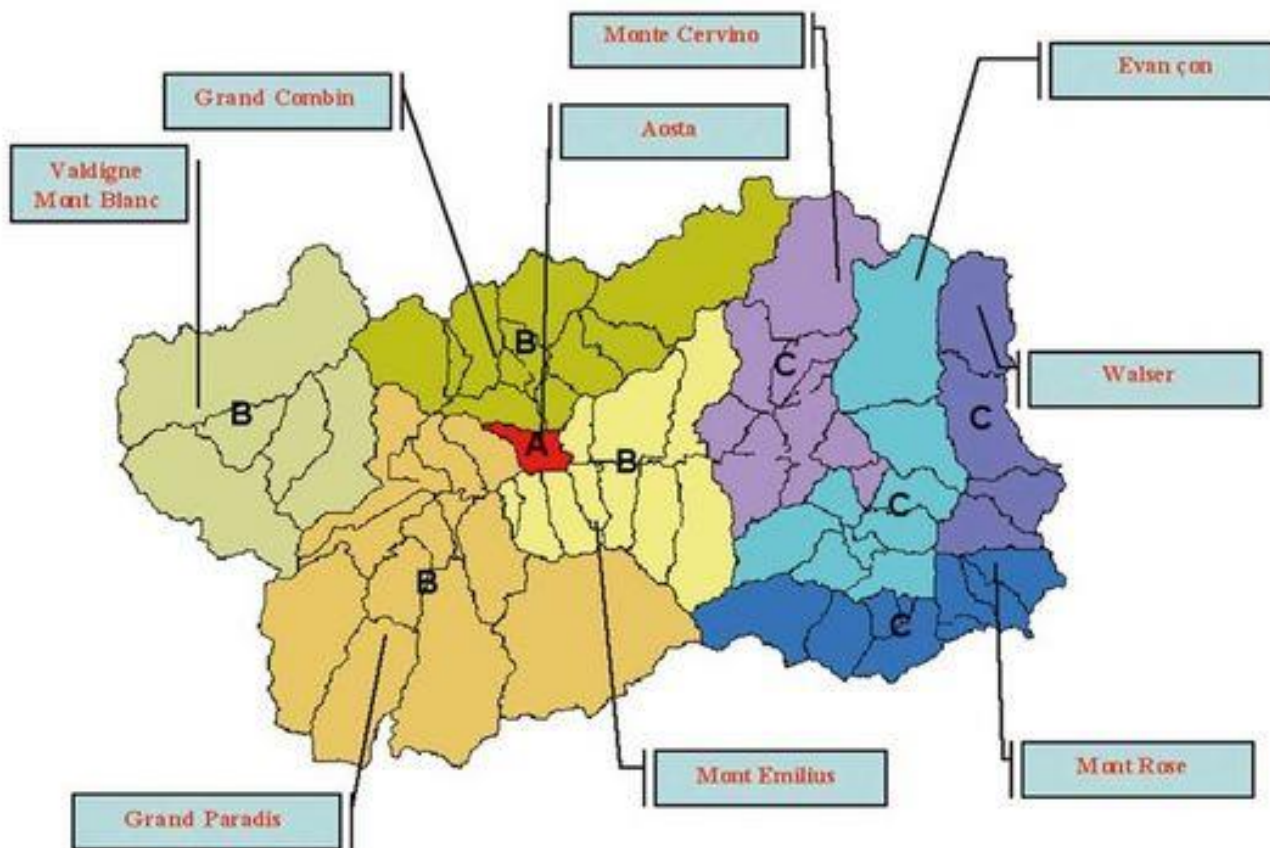 Monte Cervino
Evan çon
Grand Combin
Aosta
Valdigne
Mont Blanc
B
C
Walser
B
A
B
C
C
B
C
Mont Rose
Mont Emilius
Grand Paradis